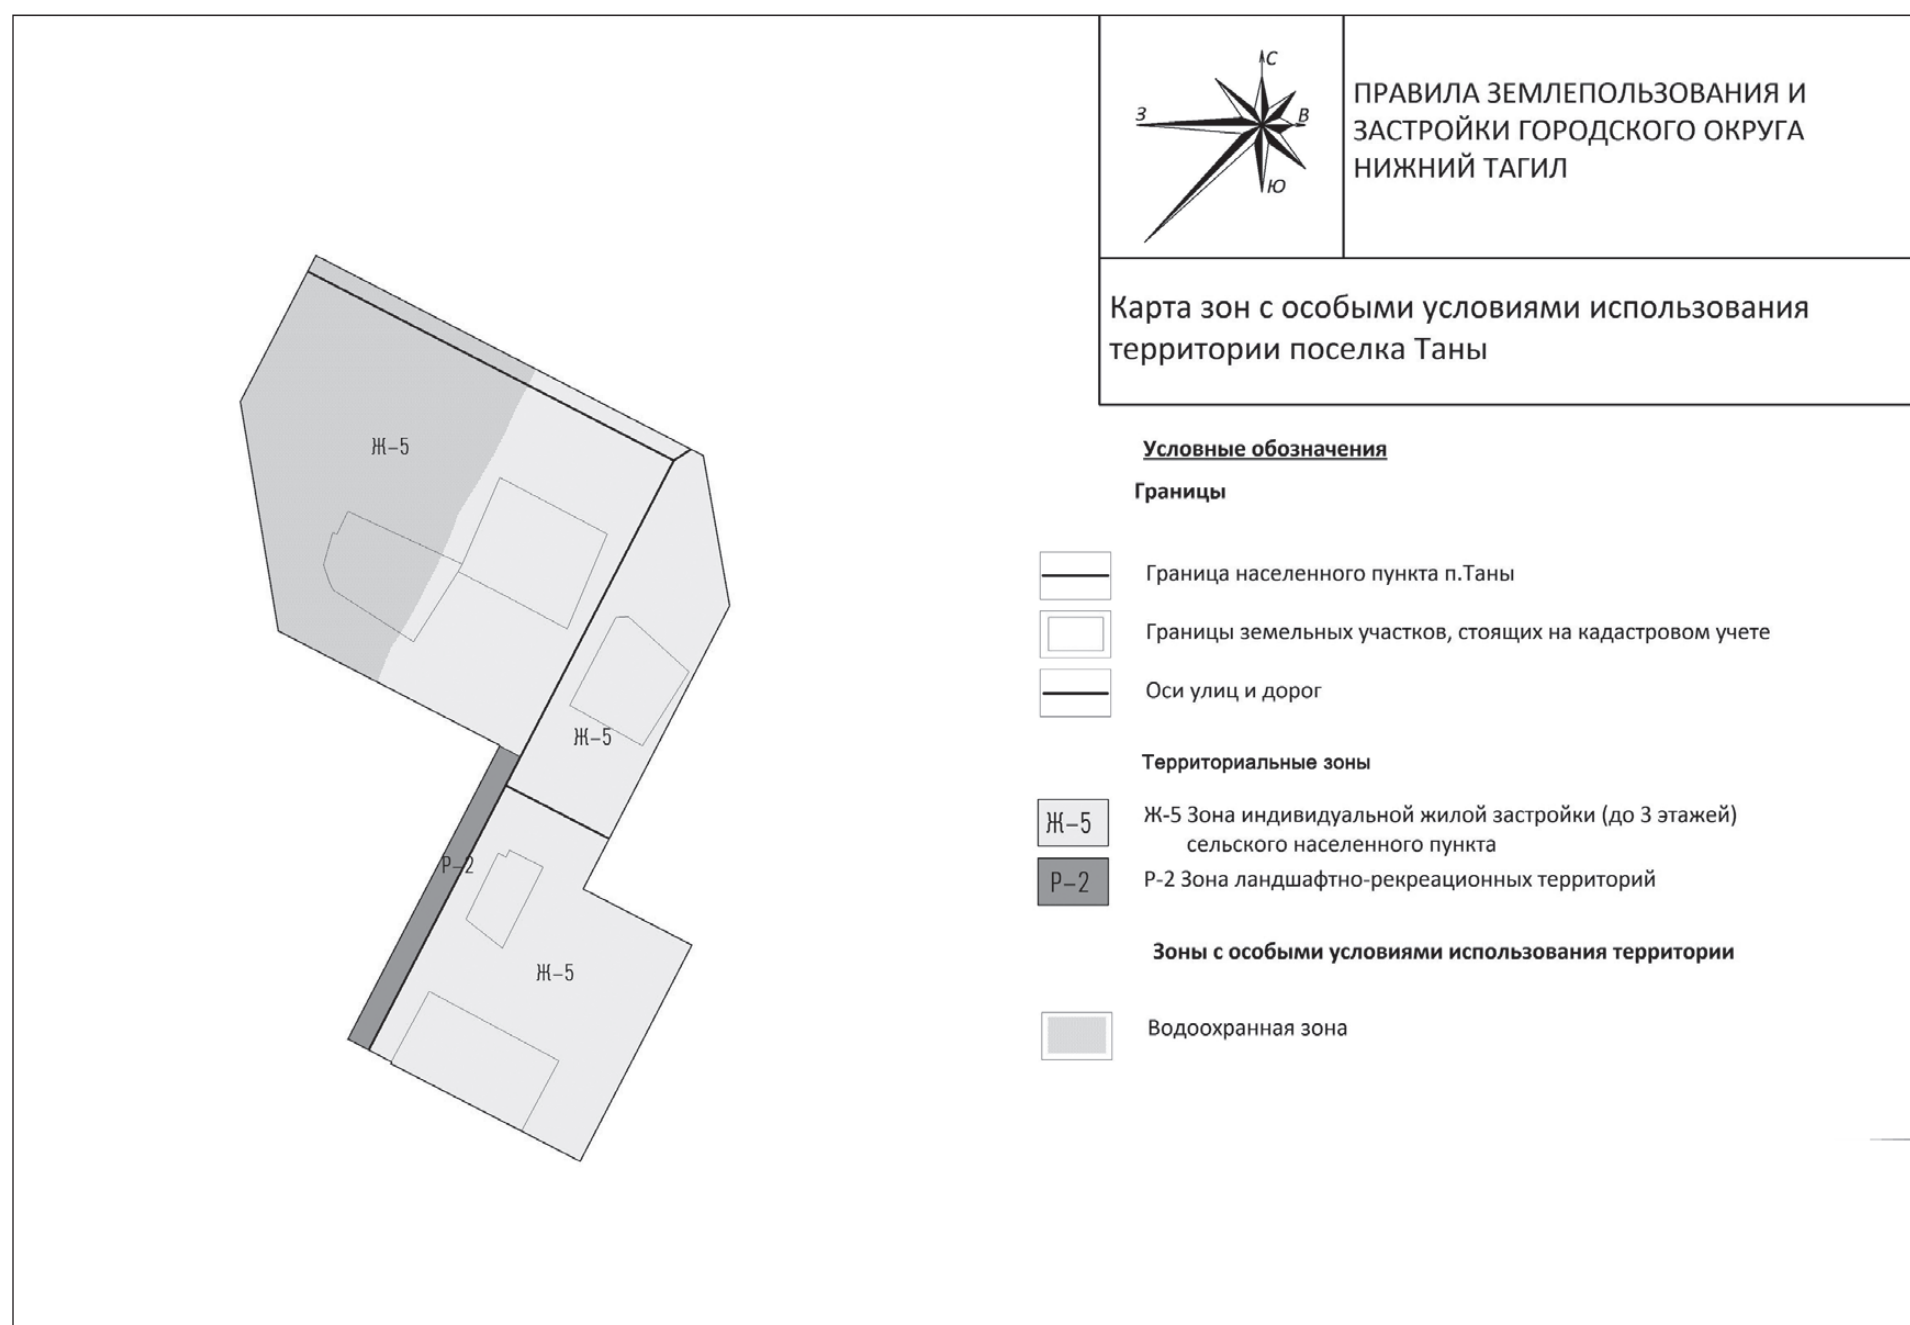 С
З
В
Ю
ПРАВИЛА ЗЕМЛЕПОЛЬЗОВАНИЯ И
ЗАСТРОЙКИ ГОРОДСКОГО ОКРУГА
НИЖНИЙ ТАГИЛ
Карта зон с особыми условиями использования
территории поселка Таны
Ж-5
Ж-5
Р-2
Ж-5
Условные обозначения
Границы
Граница населенного пункта п.Таны
Границы земельных участков, стоящих на кадастровом учете
Оси улиц и дорог
Территориальные зоны
Ж-5
Ж-5 Зона индивидуальной жилой застройки (до 3 этажей)
сельского населенного пункта
Р-2
Р-2 Зона ландшафтно-рекреационных территорий
Зоны с особыми условиями использования территории
Водоохранная зона